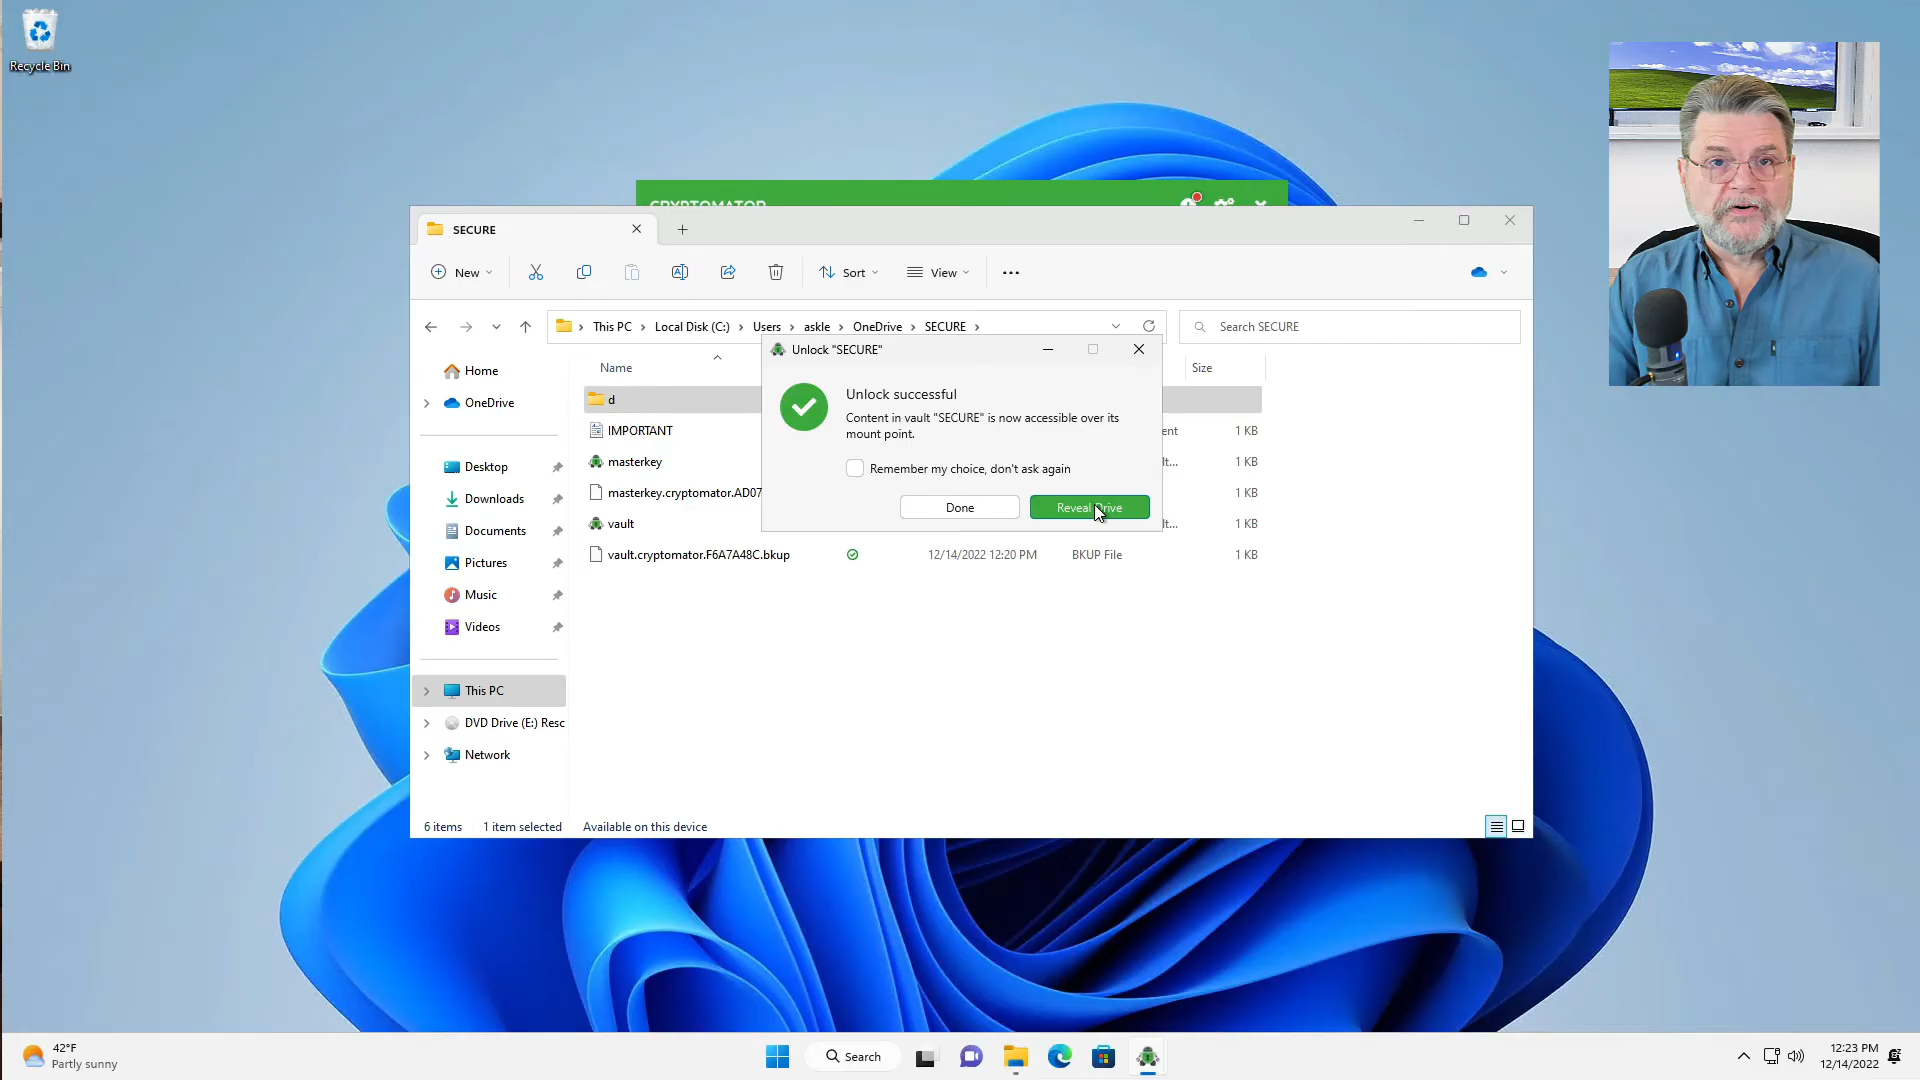 Recycle Bin
CRYPTOMATOR
SECURE
New
Sort
View
This PC
Local Disk (C:)
Users
askle
OneDrive
SECURE
Search SECURE
Home
OneDrive
Desktop
Downloads
Documents
Pictures
Music
Videos
This PC
DVD Drive (E:) Resc
Network
Name
Size
d
IMPORTANT
ent
1 KB
masterkey
lt...
1 KB
masterkey.cryptomator.AD07
1 KB
vault
lt...
1 KB
vault.cryptomator.F6A7A48C.bkup
12/14/2022 12:20 PM
BKUP File
1 KB
Unlock "SECURE"
Unlock successful
Content in vault "SECURE" is now accessible over its
mount point.
Remember my choice, don't ask again
Done
Reveal Drive
6 items
1 item selected
Available on this device
42°F
Partly sunny
Search
12:23 PM
12/14/2022